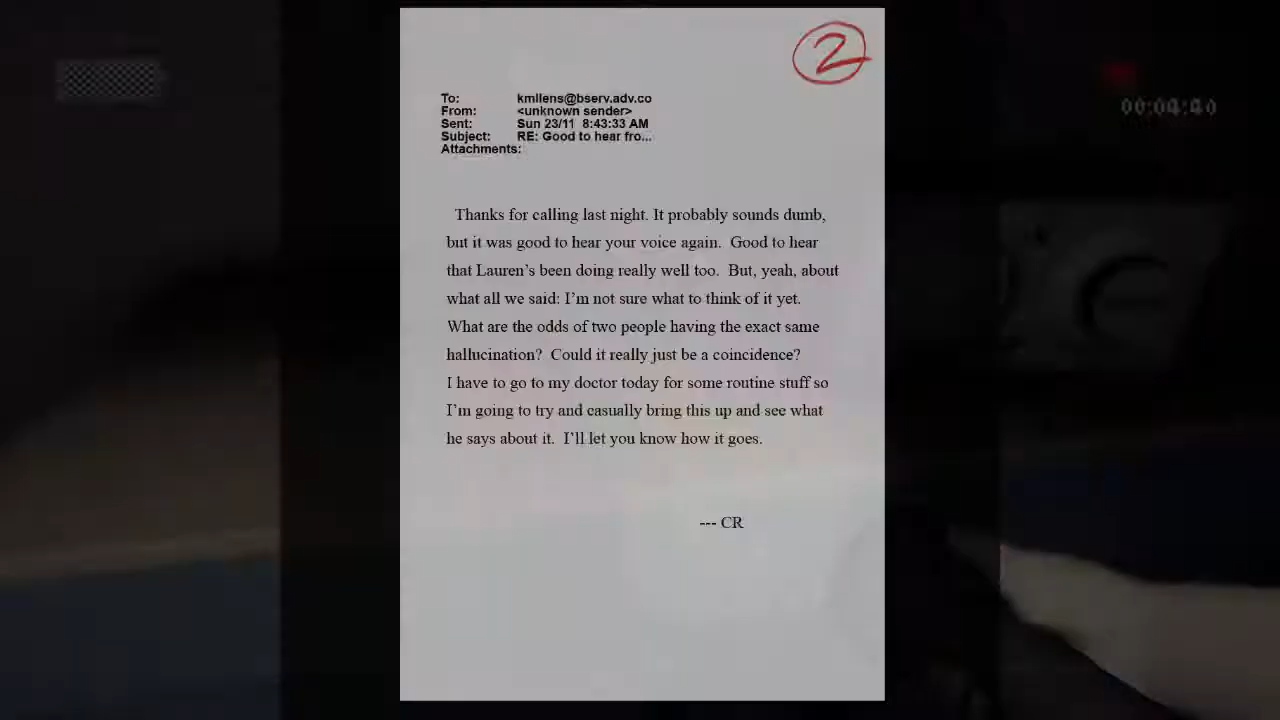 2
To: kmllens@bserv.adv.co
From: <unknown sender>
Sent: Sun 23/11 8:43:33 AM
Subject: RE: Good to hear fro...
Attachments:
00:04:40
Thanks for calling last night. It probably sounds dumb,
but it was good to hear your voice again. Good to hear
that Lauren's been doing really well too. But, yeah, about
what all we said: I'm not sure what to think of it yet.
What are the odds of two people having the exact same
hallucination? Could it really just be a coincidence?
I have to go to my doctor today for some routine stuff so
I'm going to try and casually bring this up and see what
he says about it. I'll let you know how it goes.
--- CR